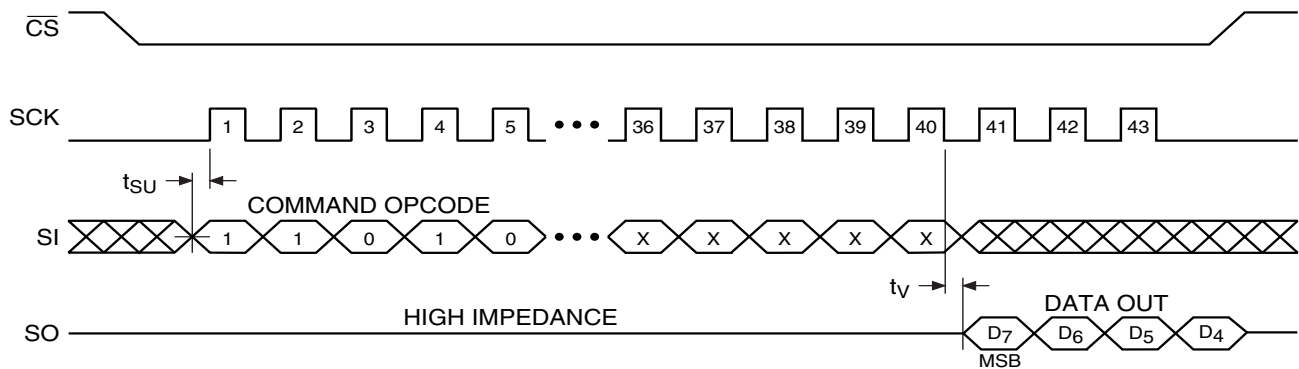 CS
SCK
1 2 3 4 5 ••• 36 37 38 39 40 41 42 43
tSU
COMMAND OPCODE
SI
1 1 0 1 0 ••• X X X X X
tV
DATA OUT
HIGH IMPEDANCE
SO
D7 D6 D5 D4
MSB